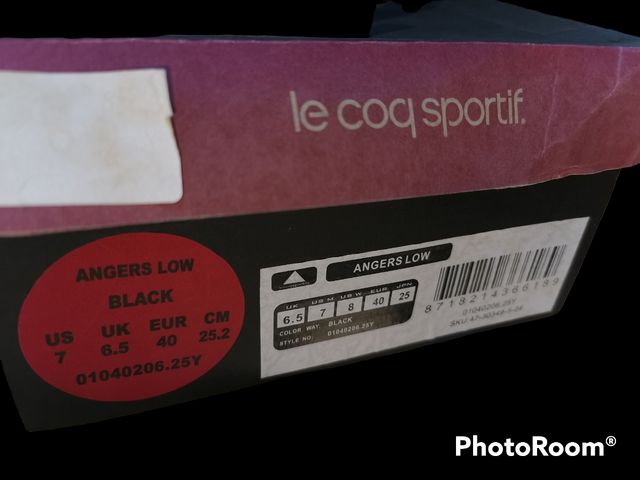 le coq sportif
ANGERS LOW
BLACK
US UK EUR CM
7 6.5 40 25.2
01040206.25Y
ANGERS LOW
UK US M US W EUR JPN
6.5 7 8 40 25
COLOR WAY: BLACK
STYLE NO: 01040206.25Y
8718214366189
01040206.25Y
PhotoRoom®